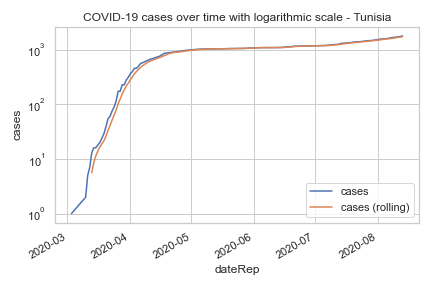 COVID-19 cases over time with logarithmic scale - Tunisia
cases
10³
10²
10¹
10⁰
cases
cases (rolling)
2020-03
2020-04
2020-05
2020-06
2020-07
2020-08
dateRep